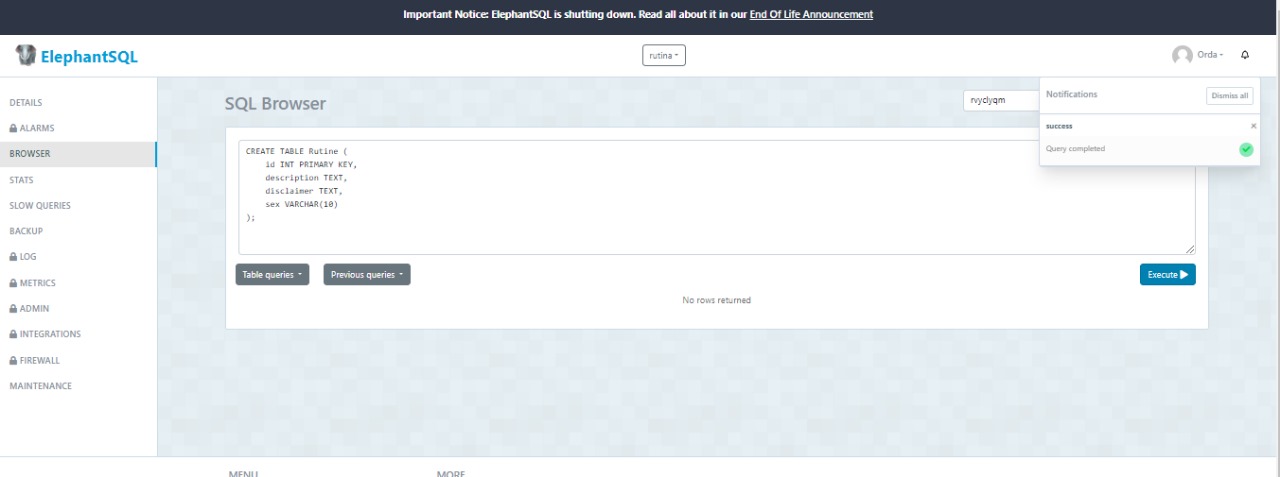 Important Notice: ElephantSQL is shutting down. Read all about it in our End Of Life Announcement
ElephantSQL
rutina
Orda
DETAILS
ALARMS
BROWSER
STATS
SLOW QUERIES
BACKUP
LOG
METRICS
ADMIN
INTEGRATIONS
FIREWALL
MAINTENANCE
SQL Browser
rvyclyqm
Notifications
Dismiss all
success
×
Query completed
CREATE TABLE Rutine (
    id INT PRIMARY KEY,
    description TEXT,
    disclaimer TEXT,
    sex VARCHAR(10)
);
Table queries
Previous queries
Execute
No rows returned
MENU
MORE